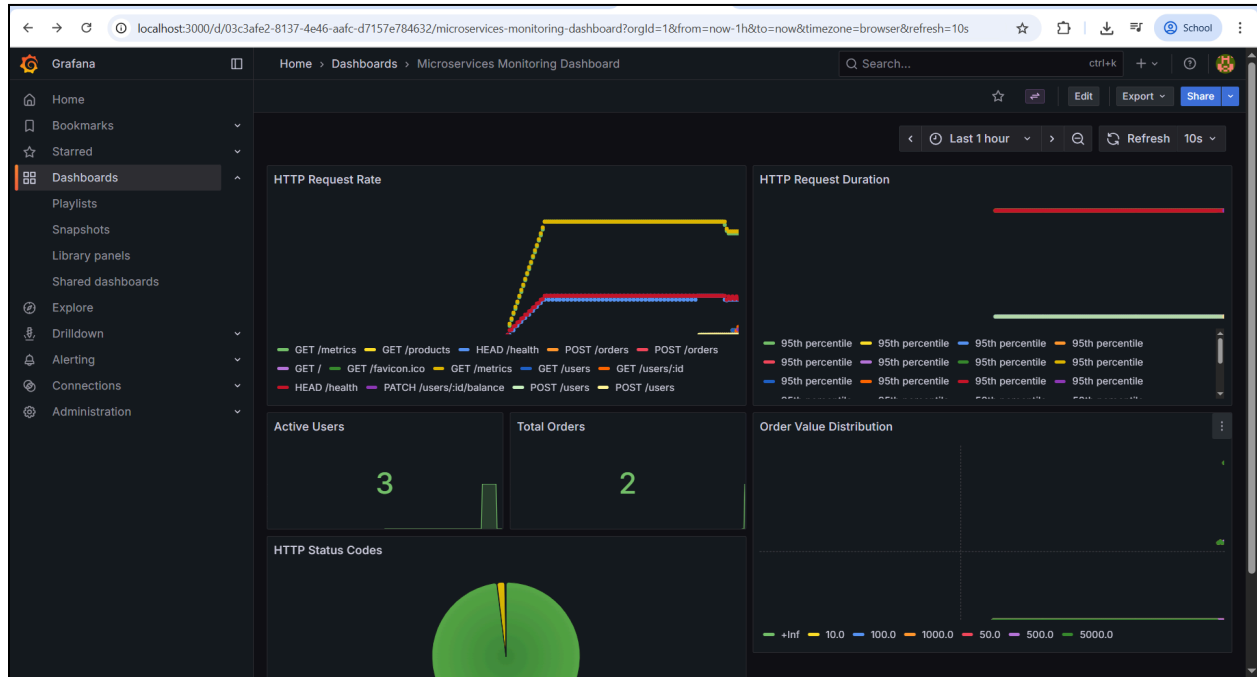 localhost:3000/d/03c3afe2-8137-4e46-aafc-d7157e784632/microservices-monitoring-dashboard?orgId=1&from=now-1h&to=now&timezone=browser&refresh=10s School
Grafana
Home › Dashboards › Microservices Monitoring Dashboard
Search... ctrl+k
Home
Bookmarks
Starred
Dashboards
Playlists
Snapshots
Library panels
Shared dashboards
Explore
Drilldown
Alerting
Connections
Administration
Edit Export Share
Last 1 hour Refresh 10s
HTTP Request Rate
GET /metrics GET /products HEAD /health POST /orders POST /orders
GET / GET /favicon.ico GET /metrics GET /users GET /users/:id
HEAD /health PATCH /users/:id/balance POST /users POST /users
HTTP Request Duration
95th percentile 95th percentile 95th percentile 95th percentile
95th percentile 95th percentile 95th percentile 95th percentile
95th percentile 95th percentile 95th percentile 95th percentile
Active Users
3
Total Orders
2
Order Value Distribution
+Inf 10.0 100.0 1000.0 50.0 500.0 5000.0
HTTP Status Codes